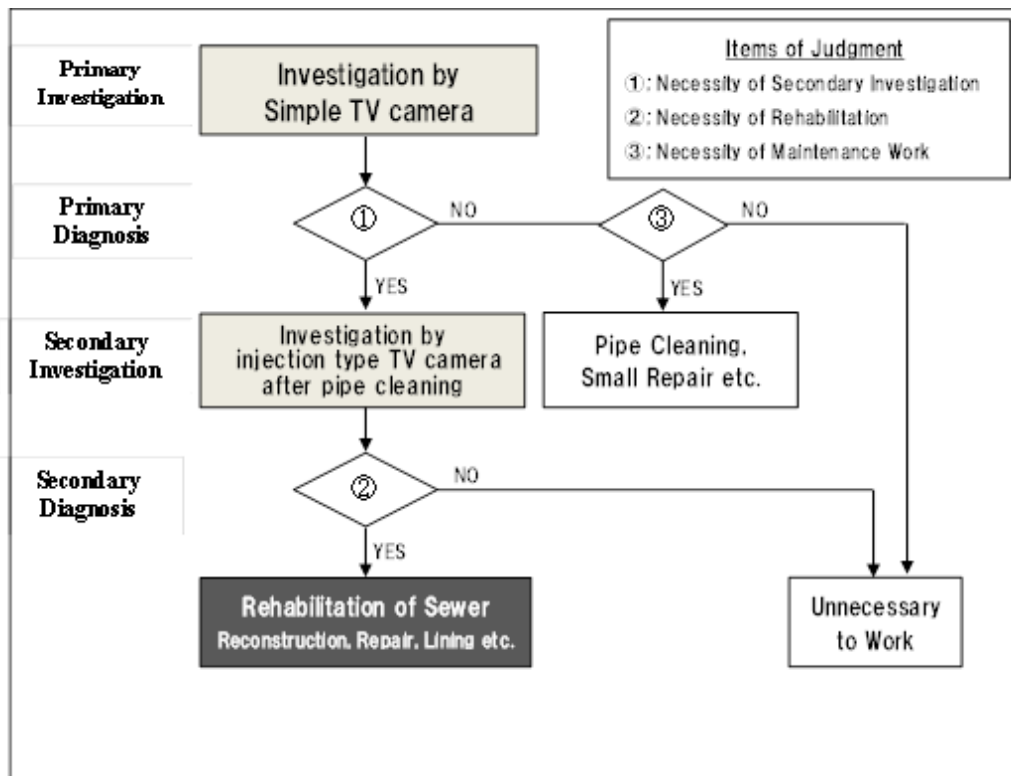 Primary
Investigation
Investigation by
Simple TV camera
Items of Judgment
①: Necessity of Secondary Investigation
②: Necessity of Rehabilitation
③: Necessity of Maintenance Work
Primary
Diagnosis
①
NO
③
NO
YES
YES
Secondary
Investigation
Investigation by
injection type TV camera
after pipe cleaning
Pipe Cleaning,
Small Repair etc.
Secondary
Diagnosis
②
NO
YES
Rehabilitation of Sewer
Reconstruction, Repair, Lining etc.
Unnecessary
to Work